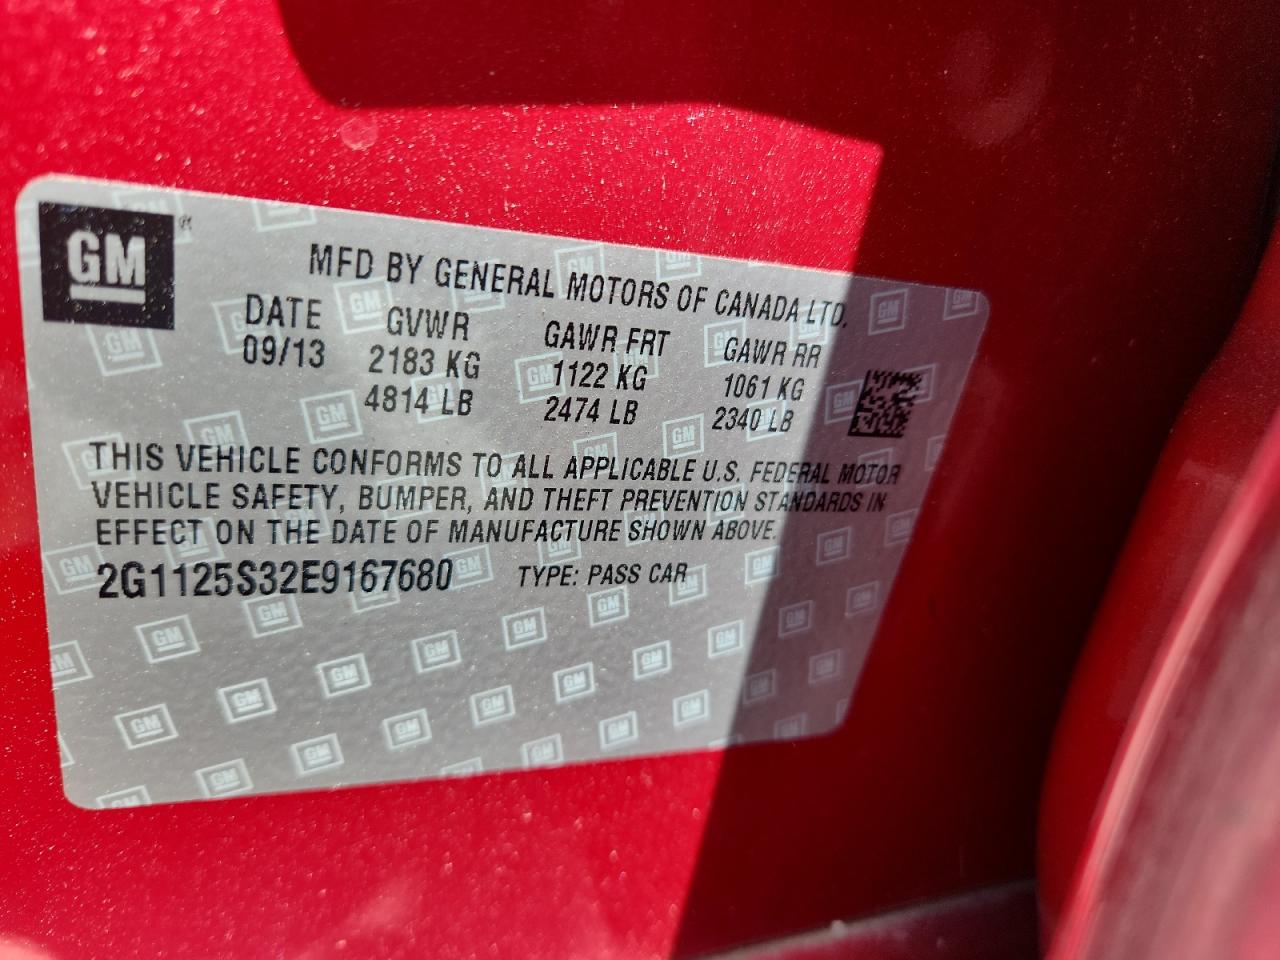 GM ®
MFD BY GENERAL MOTORS OF CANADA LTD.
DATE GVWR GAWR FRT GAWR RR
09/13 2183 KG 1122 KG 1061 KG
4814 LB 2474 LB 2340 LB
THIS VEHICLE CONFORMS TO ALL APPLICABLE U.S. FEDERAL MOTOR
VEHICLE SAFETY, BUMPER, AND THEFT PREVENTION STANDARDS IN
EFFECT ON THE DATE OF MANUFACTURE SHOWN ABOVE.
2G1125S32E9167680 TYPE: PASS CAR